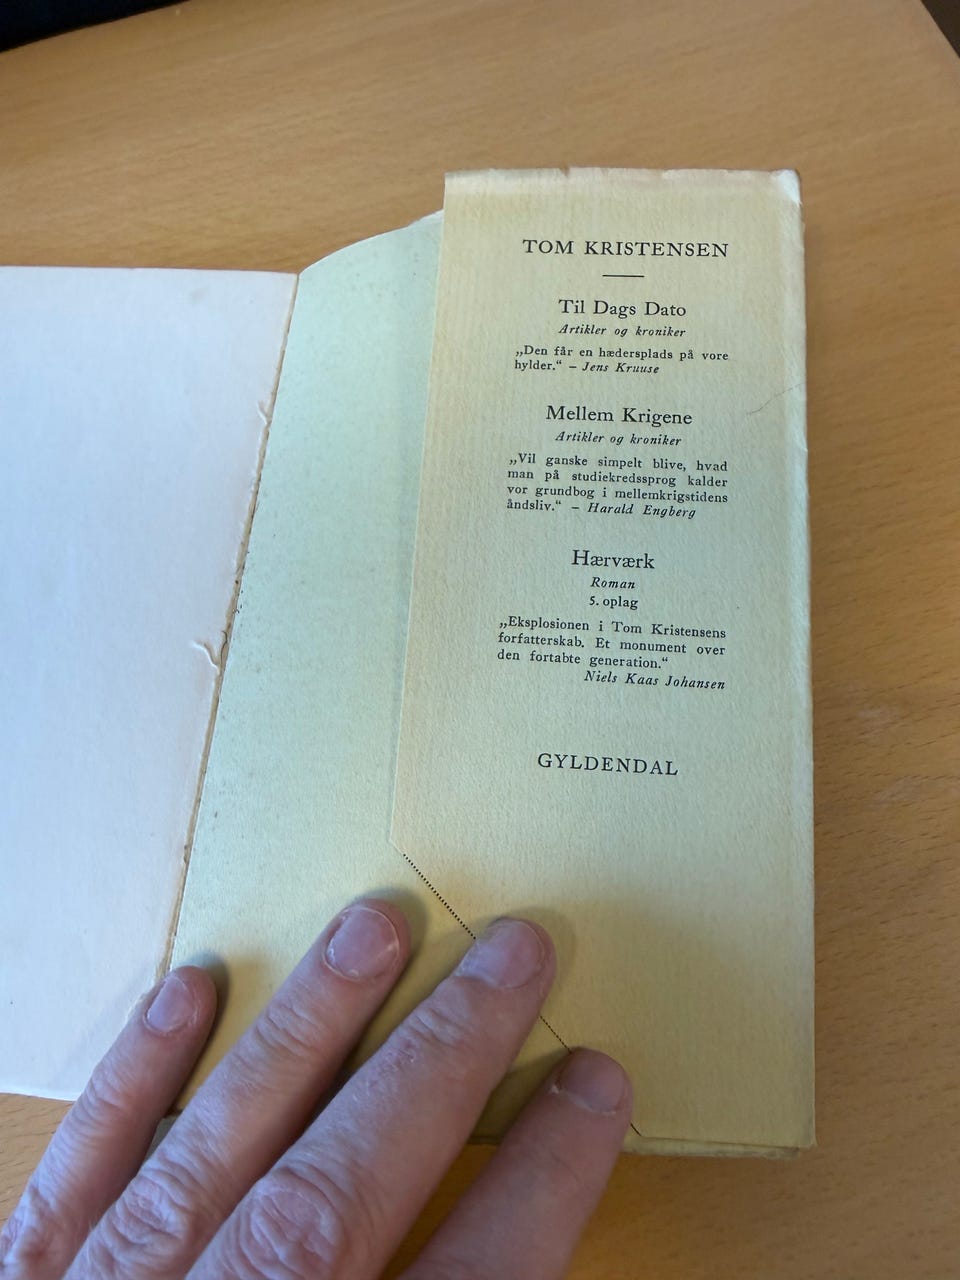 TOM KRISTENSEN
Til Dags Dato
Artikler og kroniker
„Den får en hædersplads på vore
hylder.“ – Jens Kruuse
Mellem Krigene
Artikler og kroniker
„Vil ganske simpelt blive, hvad
man på studiekredssprog kalder
vor grundbog i mellemkrigstidens
åndsliv.“ – Harald Engberg
Hærværk
Roman
5. oplag
„Eksplosionen i Tom Kristensens
forfatterskab. Et monument over
den fortabte generation.“
Niels Kaas Johansen
GYLDENDAL